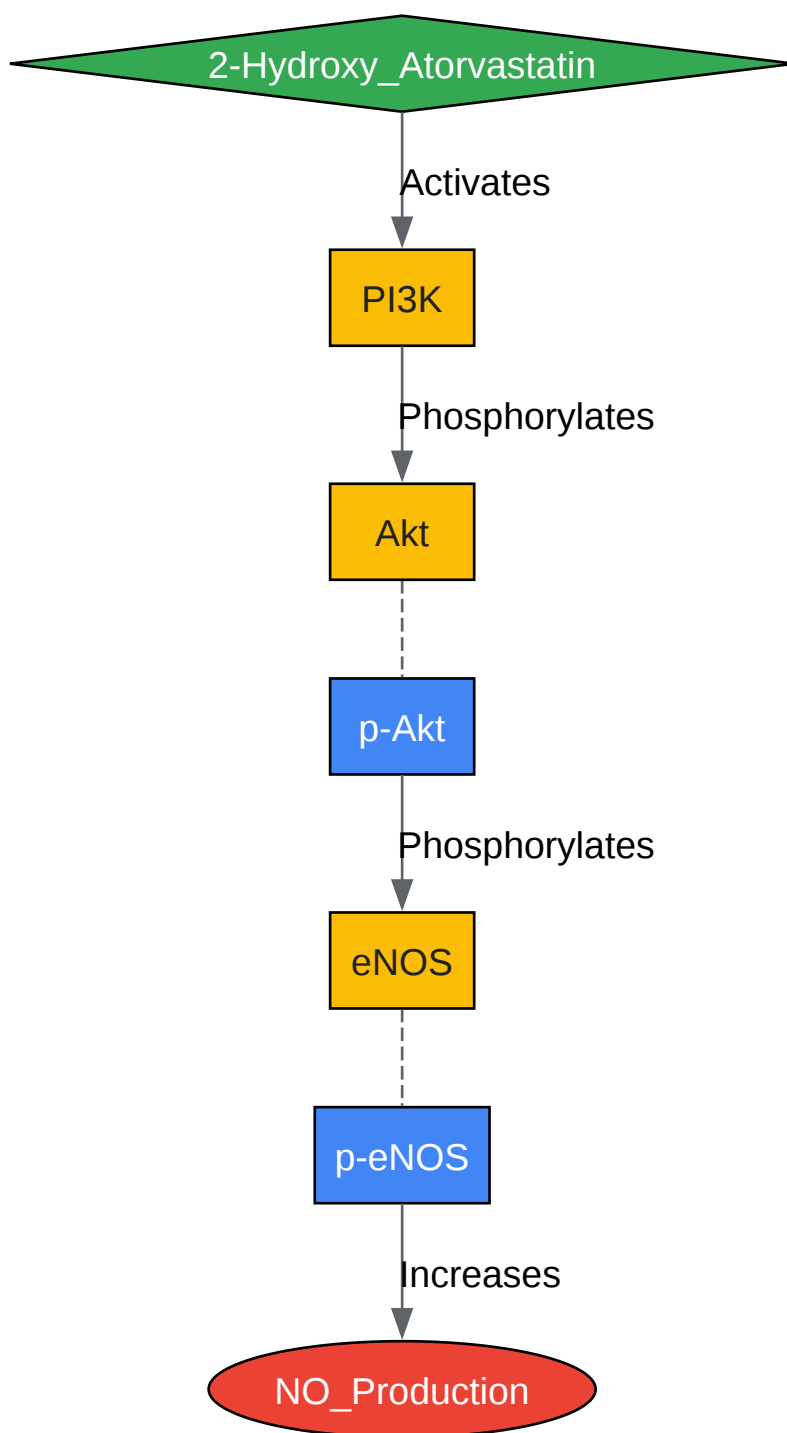 2-Hydroxy_Atorvastatin
Activates
PI3K
Phosphorylates
Akt
p-Akt
Phosphorylates
eNOS
p-eNOS
Increases
NO_Production